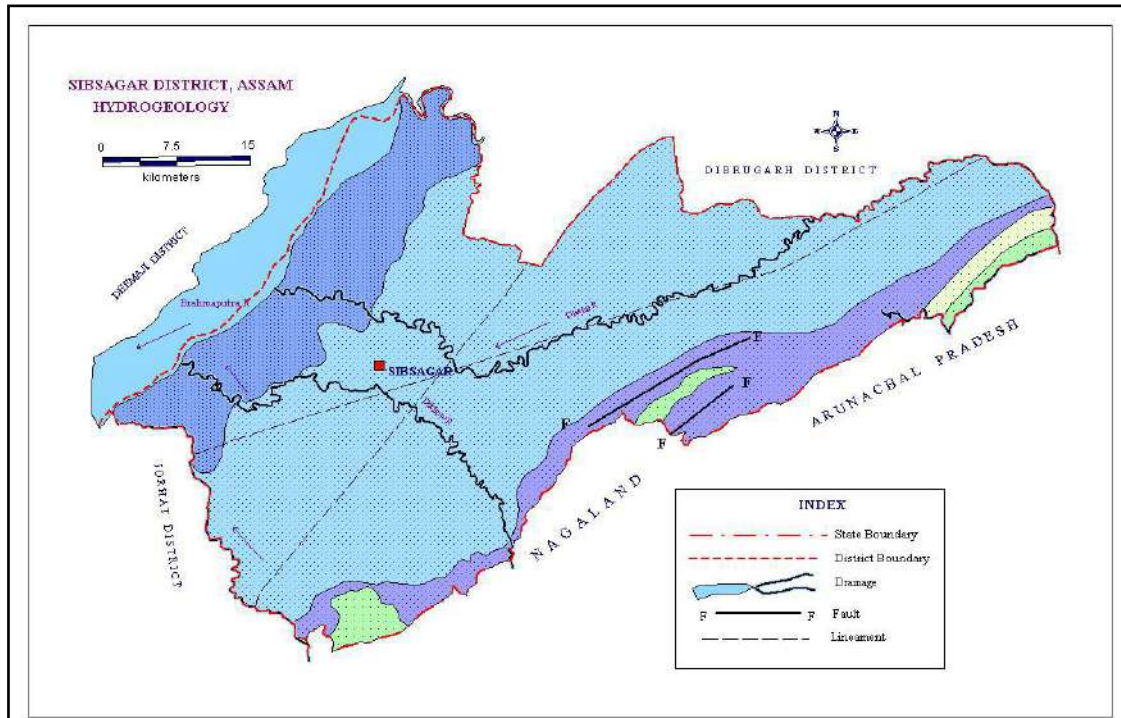 SIBSAGAR DISTRICT, ASSAM
HYDROGEOLOGY
0 7.5 15
kilometers
N
W E
S
DIBRUGARH DISTRICT
DHEMAJI DISTRICT
Brahmaputra R
SIBSAGAR
F
F
F
F
ARUNACHAL PRADESH
NAGALAND
JORHAT DISTRICT
INDEX
State Boundary
District Boundary
Drainage
F F Fault
Lineament